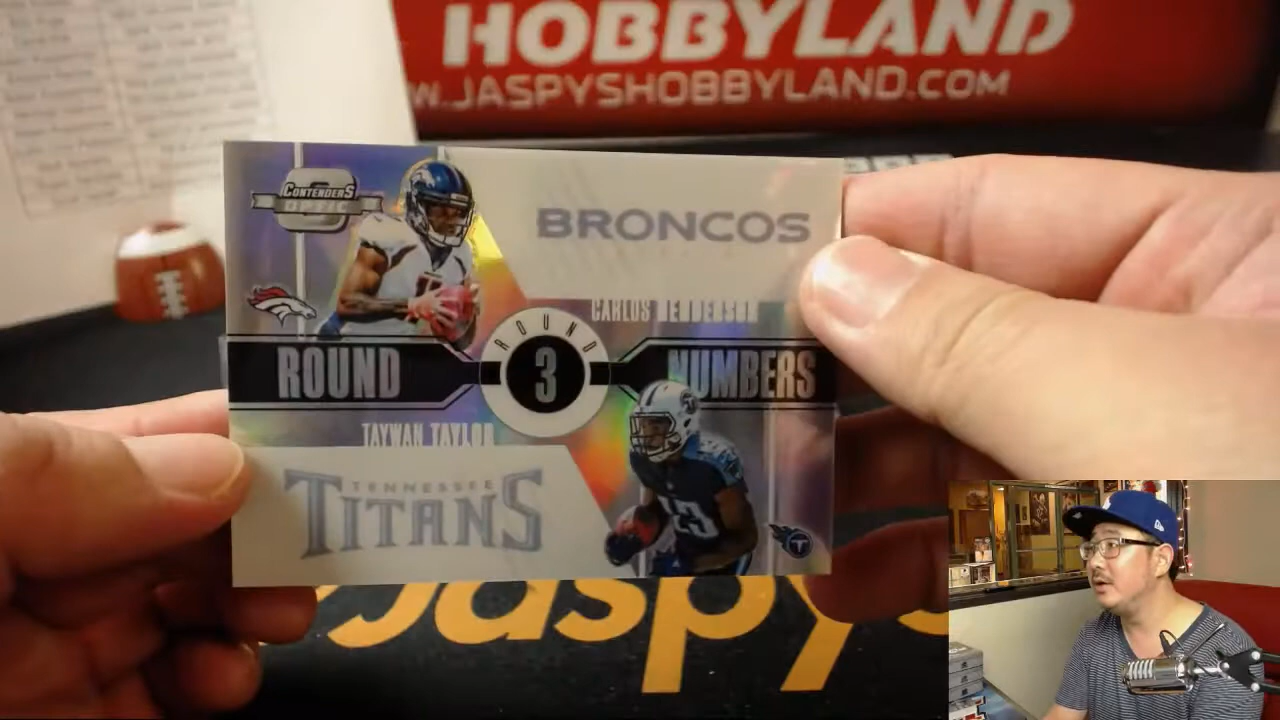 HOBBYLAND
W.JASPYSHOBBYLAND.COM
CONTENDERS
OPTIC
BRONCOS
CARLOS HENDERSON
ROUND
ROUND
3
NUMBERS
TAYWAN TAYLOR
TENNESSEE
TITANS
Jaspy's